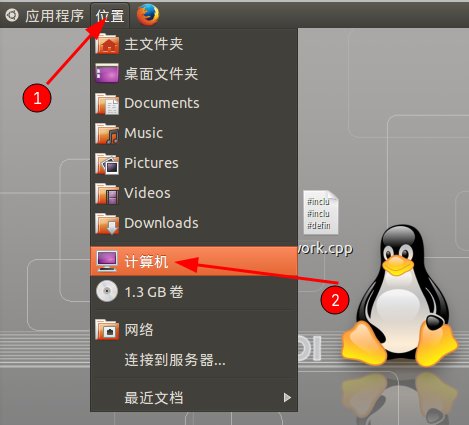 应用程序 位置
1
主文件夹
桌面文件夹
Documents
Music
Pictures
Videos
Downloads
#inclu
#inclu
#defin
work.cpp
计算机
1.3 GB 卷
2
网络
连接到服务器...
最近文档